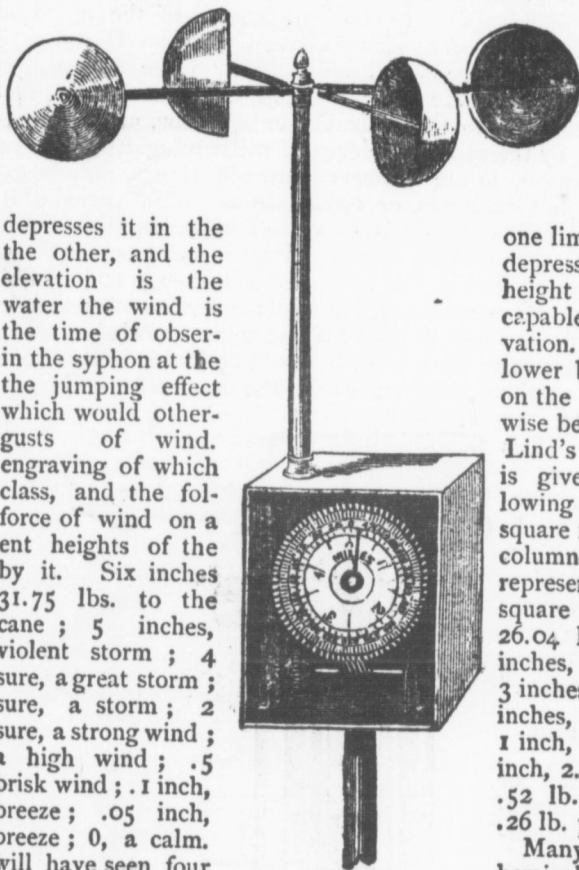 depresses it in the one lim
the other, and the depress
elevation is the height
water the wind is capable
the time of obser- vation.
in the syphon at the lower
the jumping effect on the
which would other- wise be
gusts of wind. Lind's
engraving of which is give
class, and the fol- lowing
force of wind on a square
ent heights of the column
by it. Six inches represen
31.75 lbs. to the square
cane ; 5 inches, 26.04
violent storm ; 4 inches,
sure, a great storm ; 3 inches
sure, a storm ; 2 inches,
sure, a strong wind ; 1 inch,
a high wind ; .5 inch, 2.
brisk wind ; .1 inch, .52 lb.
breeze ; .05 inch, .26 lb.
breeze ; 0, a calm. Many
will have seen four
MILES
1
2
3
4